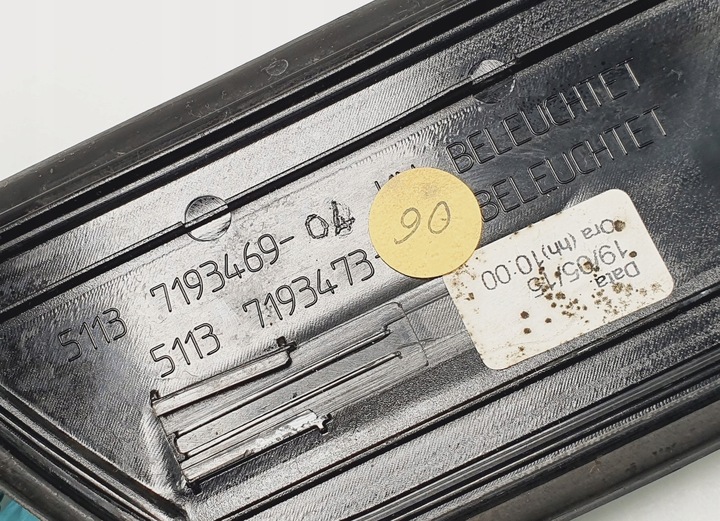 5113 7193469-04 BELEUCHTET
5113 7193473- BELEUCHTET
90
Data
19/05/15
Ora (hh)10:00